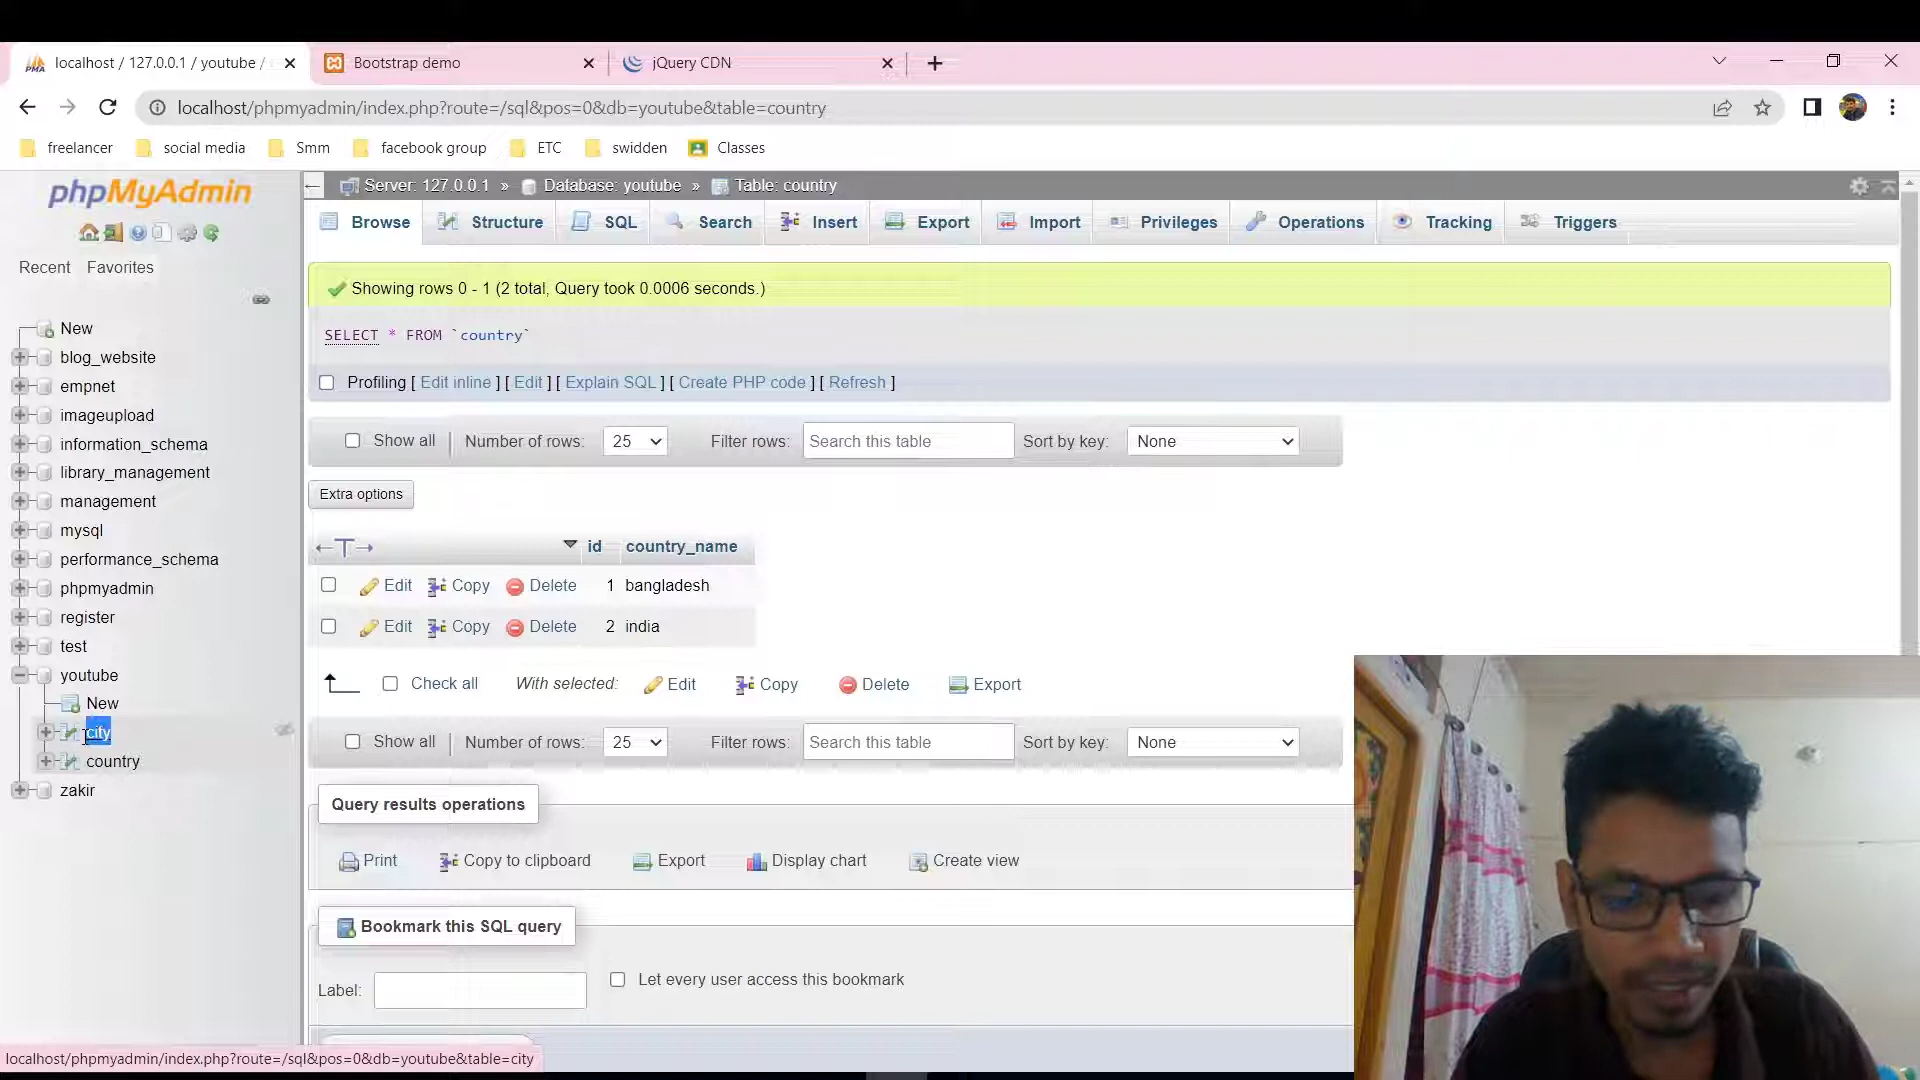 localhost / 127.0.0.1 / youtube /
Bootstrap demo
jQuery CDN
localhost/phpmyadmin/index.php?route=/sql&pos=0&db=youtube&table=country
freelancer
social media
Smm
facebook group
ETC
swidden
Classes
phpMyAdmin
Recent
Favorites
New
blog_website
empnet
imageupload
information_schema
library_management
management
mysql
performance_schema
phpmyadmin
register
test
youtube
New
city
country
zakir
Server: 127.0.0.1 » Database: youtube » Table: country
Browse
Structure
SQL
Search
Insert
Export
Import
Privileges
Operations
Tracking
Triggers
Showing rows 0 - 1 (2 total, Query took 0.0006 seconds.)
SELECT * FROM `country`
Profiling [ Edit inline ] [ Edit ] [ Explain SQL ] [ Create PHP code ] [ Refresh ]
Show all
Number of rows: 25
Filter rows: Search this table
Sort by key: None
Extra options
id country_name
Edit Copy Delete 1 bangladesh
Edit Copy Delete 2 india
Check all With selected: Edit Copy Delete Export
Show all
Number of rows: 25
Filter rows: Search this table
Sort by key: None
Query results operations
Print
Copy to clipboard
Export
Display chart
Create view
Bookmark this SQL query
Label:
Let every user access this bookmark
localhost/phpmyadmin/index.php?route=/sql&pos=0&db=youtube&table=city